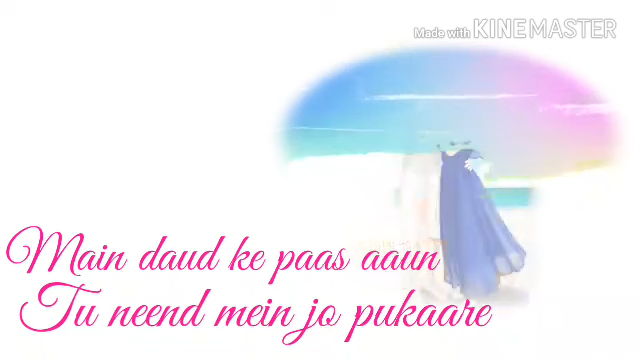 Made with KINEMASTER
Main daud ke paas aaun
Tu neend mein jo pukaare